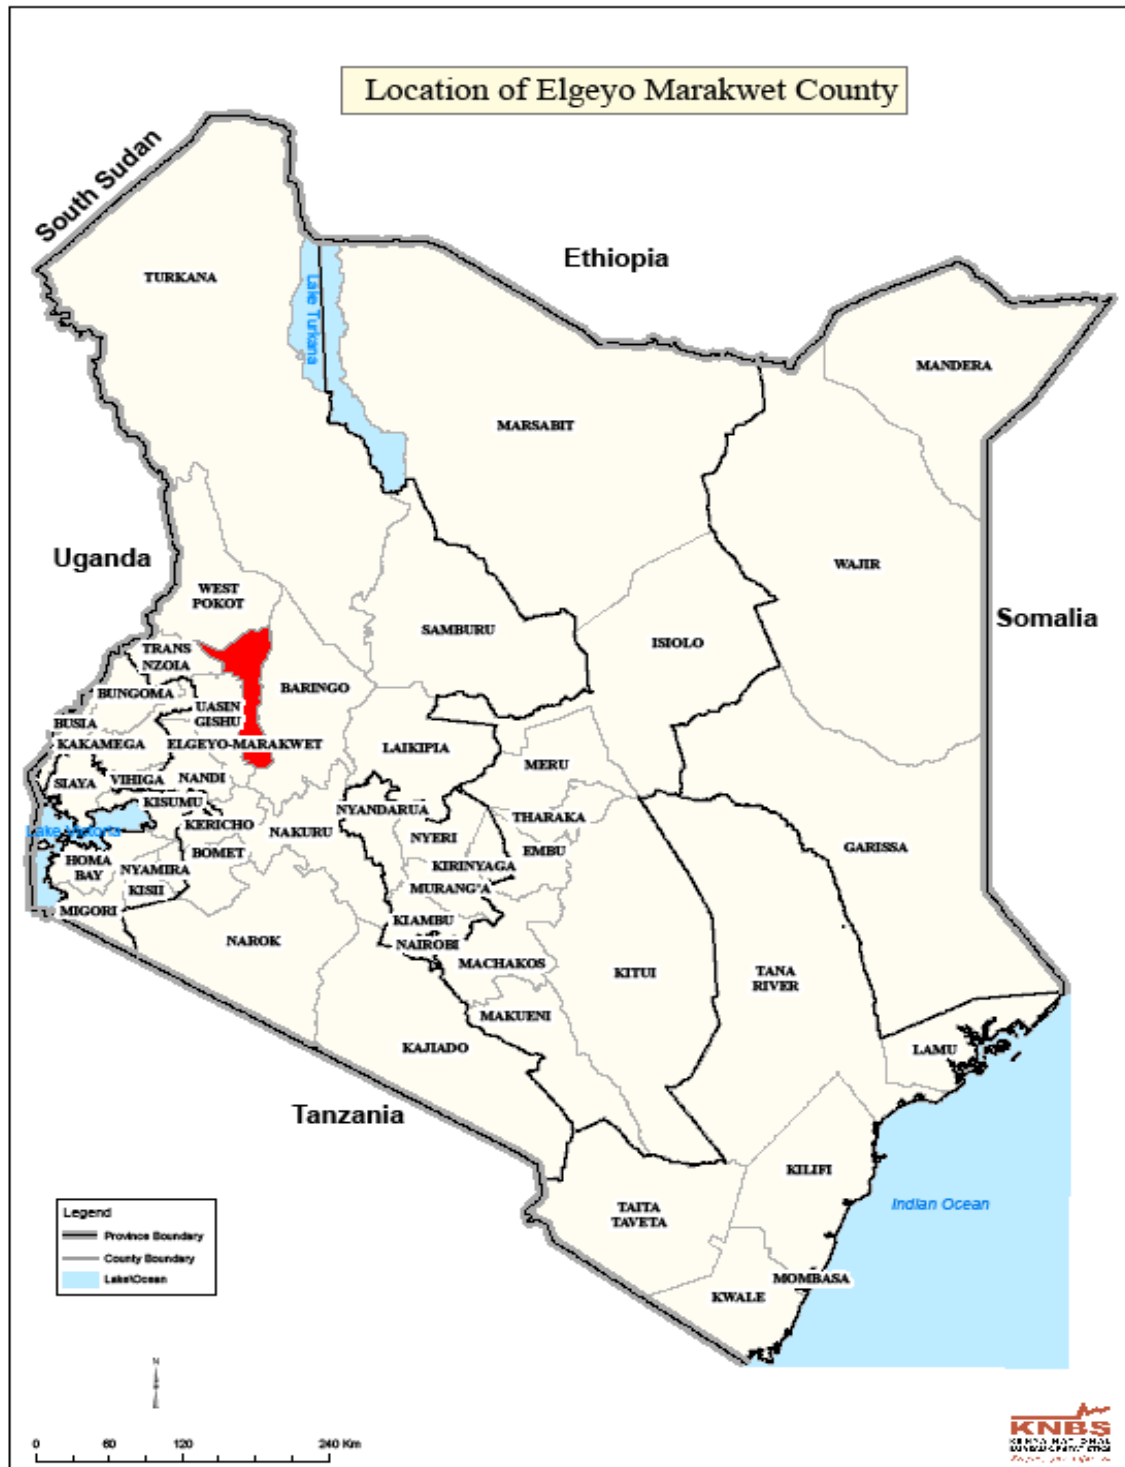 Location of Elgeyo Marakwet County
South Sudan
Ethiopia
TURKANA
Lake Turkana
MANDERA
MARSABIT
Uganda
WAJIR
WEST
POKOT
Somalia
SAMBURU
ISIOLO
TRANS
NZOIA
BARINGO
BUNGOMA
UASIN
GISHU
BUSIA
KAKAMEGA
ELGEYO-MARAKWET
LAIKIPIA
MERU
SIAYA
VIHIGA
NANDI
KISUMU
NYANDARUA
THARAKA
Lake Victoria
KERICHO
NAKURU
NYERI
GARISSA
BOMET
EMBU
HOMA
BAY
NYAMIRA
KIRINYAGA
KISII
MURANG'A
MIGORI
KIAMBU
NAROK
NAIROBI
MACHAKOS
KITUI
TANA
RIVER
MAKUENI
KAJIADO
LAMU
Tanzania
KILIFI
TAITA
TAVETA
Indian Ocean
MOMBASA
KWALE
Legend
Province Boundary
County Boundary
Lake\Ocean
N
0 60 120 240 Km
KNBS